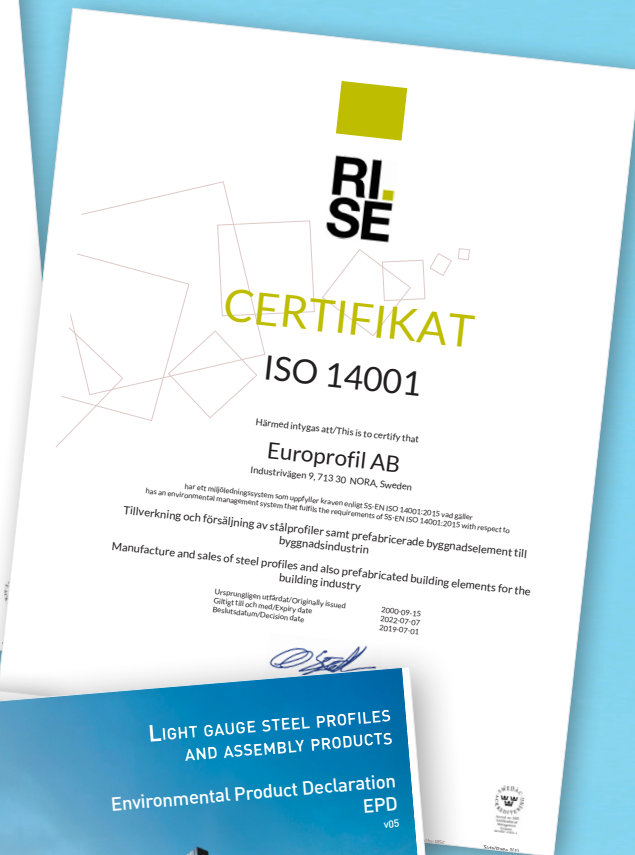 RI.
SE
CERTIFIKAT
ISO 14001
Härmed intygas att/This is to certify that
Europrofil AB
Industrivägen 9, 713 30 NORA, Sweden
har ett miljöledningssystem som uppfyller kraven enligt SS-EN ISO 14001:2015 vad gäller
has an environmental management system that fulfils the requirements of SS-EN ISO 14001:2015 with respect to
Tillverkning och försäljning av stålprofiler samt prefabricerade byggnadselement till
byggnadsindustrin
Manufacture and sales of steel profiles and also prefabricated building elements for the
building industry
Ursprungligen utfärdat/Originally issued 2000-09-15
Giltigt till och med/Expiry date 2022-07-07
Beslutsdatum/Decision date 2019-07-01
LIGHT GAUGE STEEL PROFILES
AND ASSEMBLY PRODUCTS
Environmental Product Declaration
EPD
v05